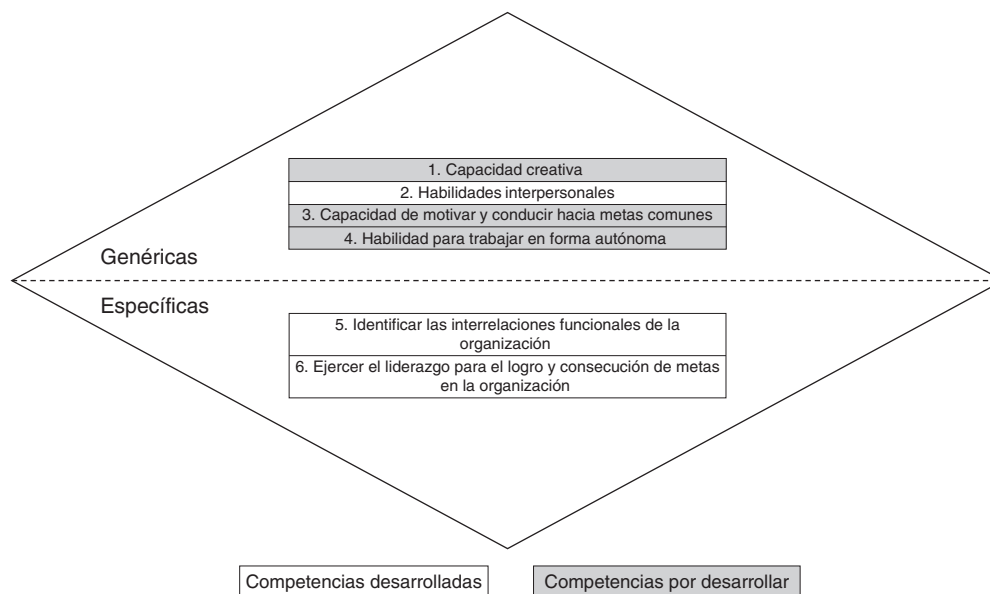 1. Capacidad creativa
2. Habilidades interpersonales
3. Capacidad de motivar y conducir hacia metas comunes
4. Habilidad para trabajar en forma autónoma
Genéricas
Específicas
5. Identificar las interrelaciones funcionales de la
organización
6. Ejercer el liderazgo para el logro y consecución de metas
en la organización
Competencias desarrolladas
Competencias por desarrollar